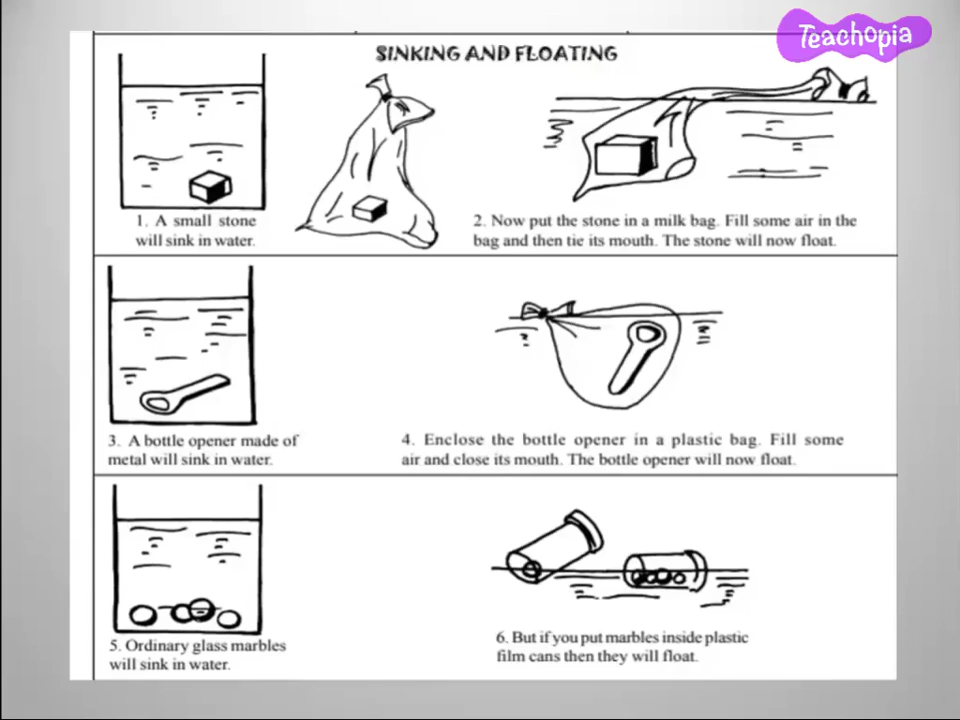 Teachopia
SINKING AND FLOATING
1. A small stone
will sink in water.
2. Now put the stone in a milk bag. Fill some air in the
bag and then tie its mouth. The stone will now float.
3. A bottle opener made of
metal will sink in water.
4. Enclose the bottle opener in a plastic bag. Fill some
air and close its mouth. The bottle opener will now float.
5. Ordinary glass marbles
will sink in water.
6. But if you put marbles inside plastic
film cans then they will float.